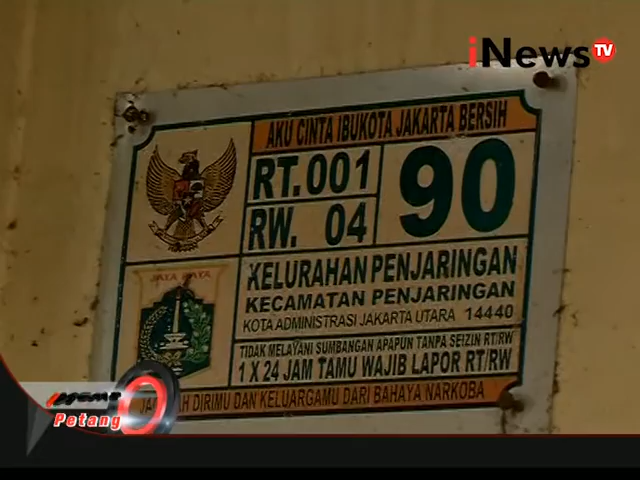 iNews TV
AKU CINTA IBUKOTA JAKARTA BERSIH
RT. 001
RW. 04
90
JAYA RAYA
KELURAHAN PENJARINGAN
KECAMATAN PENJARINGAN
KOTA ADMINISTRASI JAKARTA UTARA 14440
TIDAK MELAYANI SUMBANGAN APAPUN TANPA SEIZIN RT/RW
1 X 24 JAM TAMU WAJIB LAPOR RT/RW
DIRIMU DAN KELUARGAMU DARI BAHAYA NARKOBA
Petang